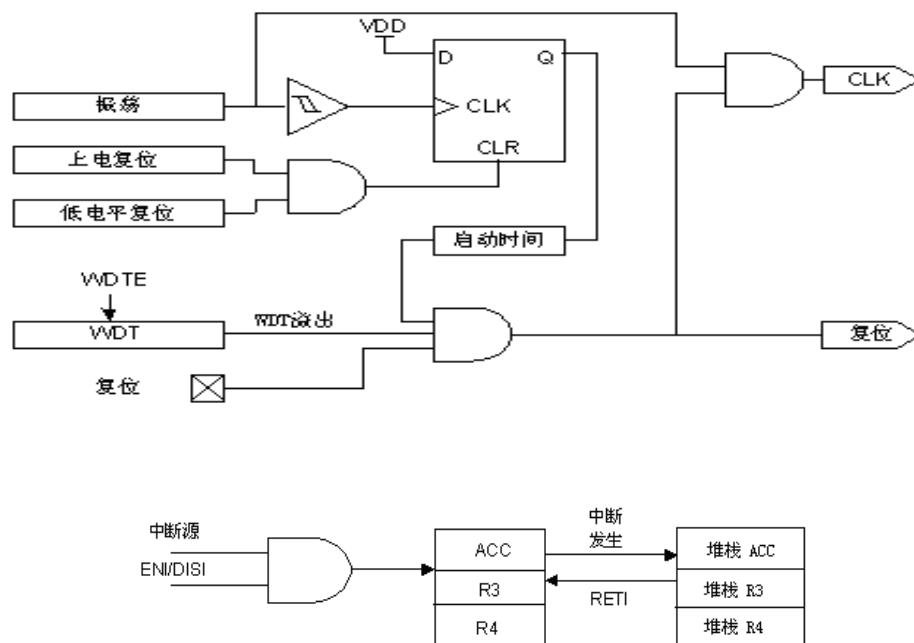 VDD
D
Q
振荡
CLK
CLK
CLR
上电复位
低电平复位
启动时间
WDTE
WDT
WDT溢出
复位
复位
中断源
ENI/DISI
ACC
R3
R4
中断
发生
RETI
堆栈 ACC
堆栈 R3
堆栈 R4